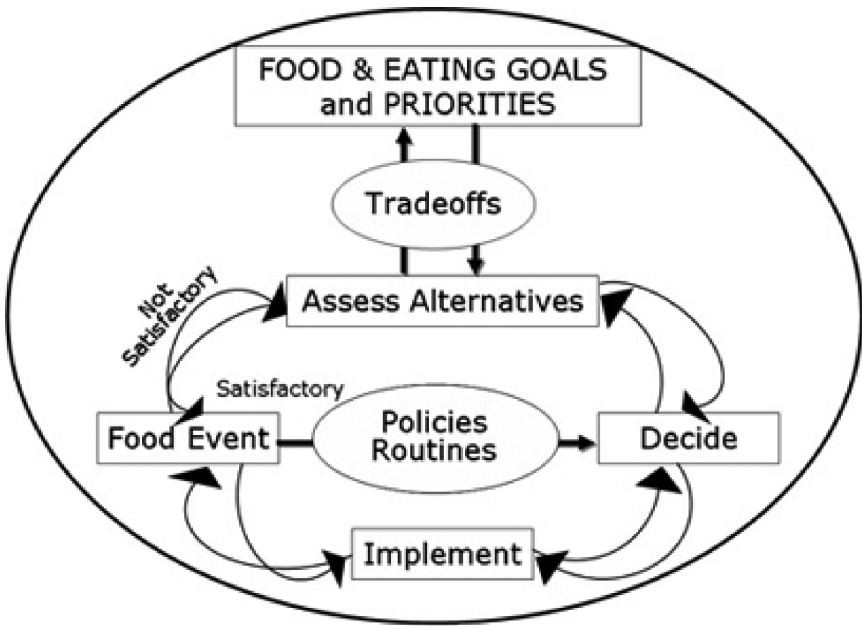 FOOD & EATING GOALS
and PRIORITIES
Tradeoffs
Not
Satisfactory
Assess Alternatives
Satisfactory
Food Event
Policies
Routines
Decide
Implement